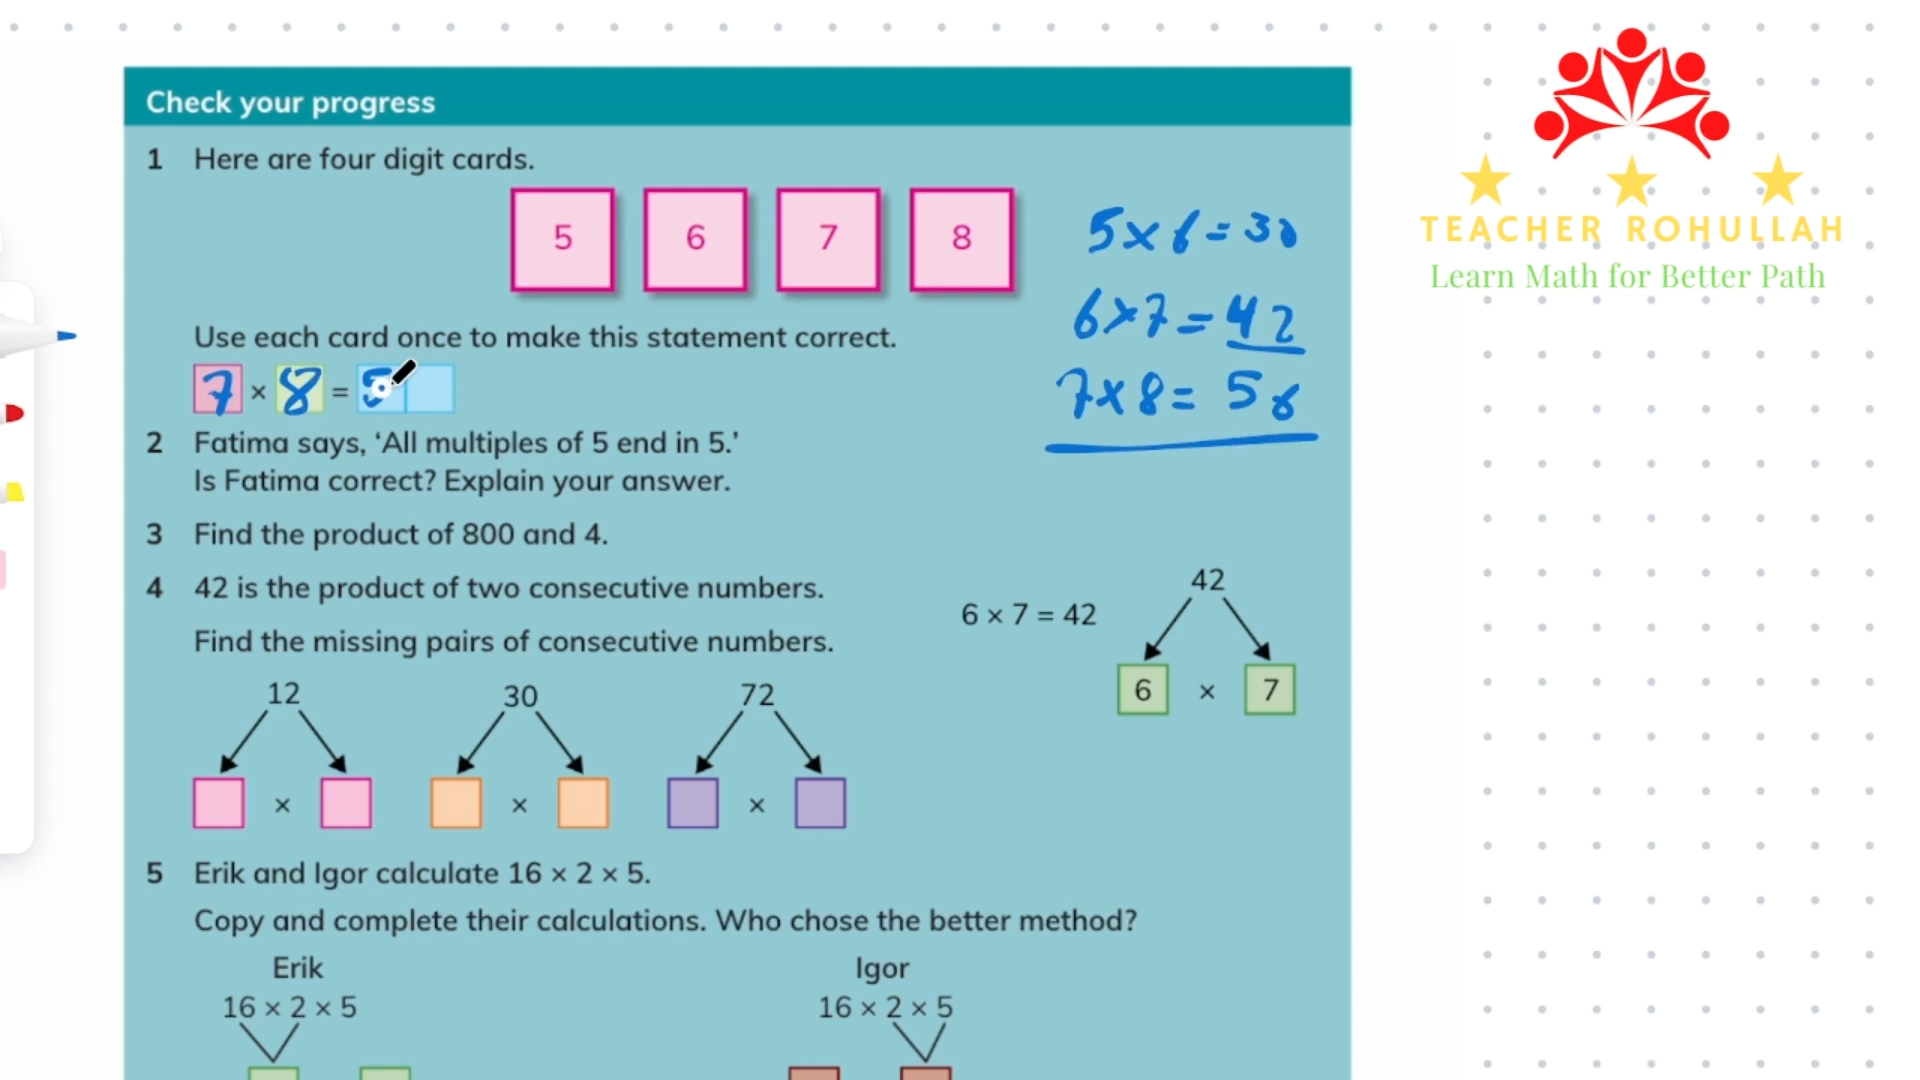 Check your progress
1 Here are four digit cards.
5 6 7 8
5 × 6 = 30
6 × 7 = 42
7 × 8 = 56
Use each card once to make this statement correct.
7 × 8 = 5
2 Fatima says, ‘All multiples of 5 end in 5.’
Is Fatima correct? Explain your answer.
3 Find the product of 800 and 4.
4 42 is the product of two consecutive numbers.
6 × 7 = 42
42
6 × 7
Find the missing pairs of consecutive numbers.
12 30 72
× × ×
5 Erik and Igor calculate 16 × 2 × 5.
Copy and complete their calculations. Who chose the better method?
Erik Igor
16 × 2 × 5 16 × 2 × 5
TEACHER ROHULLAH
Learn Math for Better Path